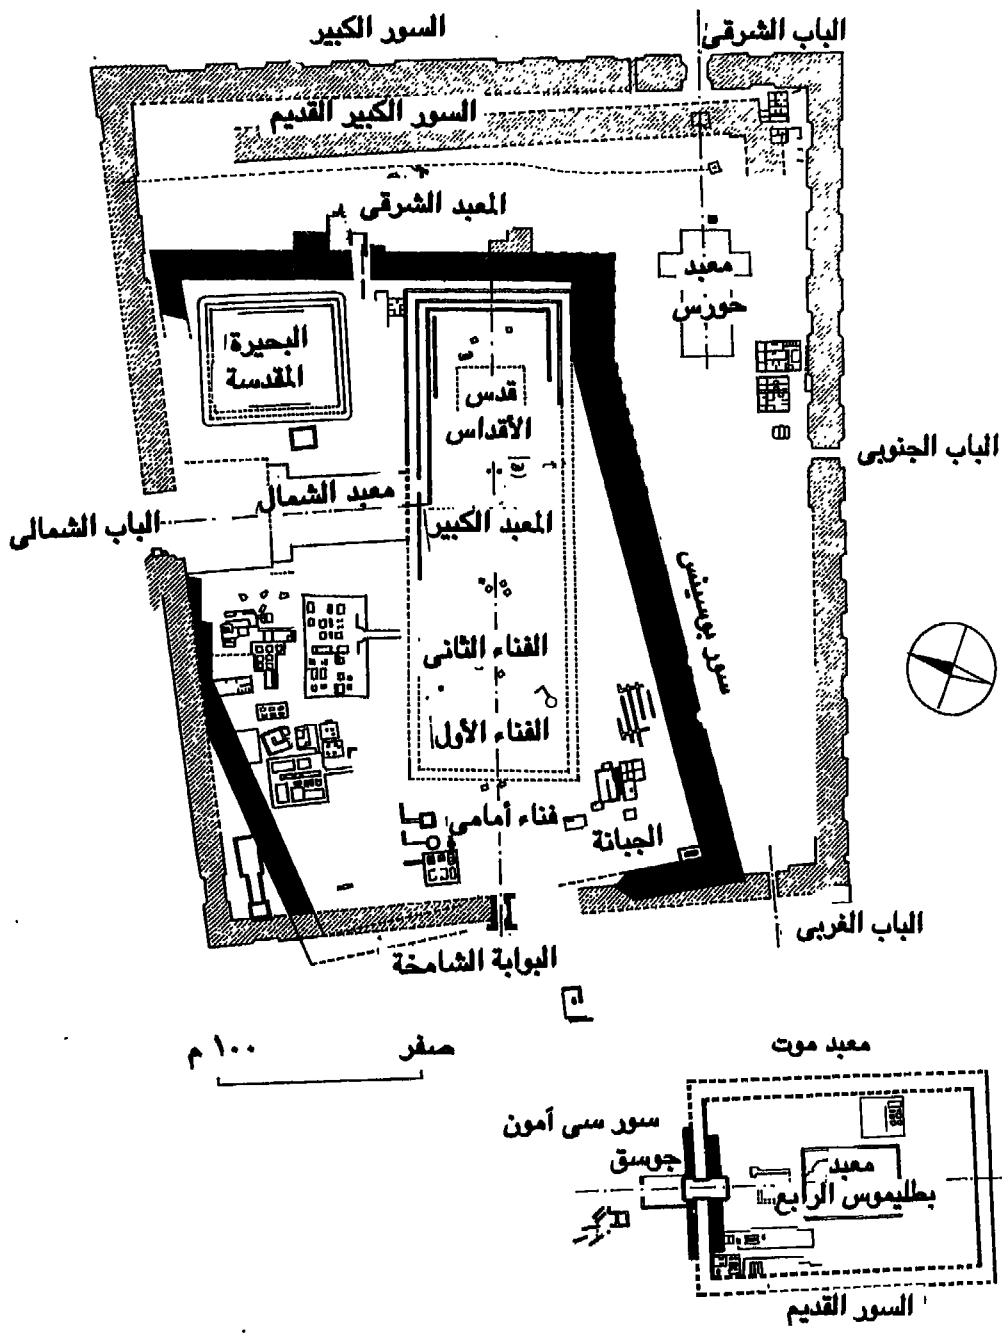 السور الكبير
الباب الشرقى
السور الكبير القديم
المعبد الشرقى
معبد
حورس
البحيرة
المقدسة
قدس
الأقداس
الباب الجنوبى
معبد الشمال
المعبد الكبير
الباب الشمالى
سور بوسينس
الفناء الثانى
الفناء الأول
فناء أمامى
الجبانة
الباب الغربى
البوابة الشامخة
صفر
١٠٠ م
معبد موت
سور سى آمون
جوسق
معبد
بطليموس الرابع
السور القديم